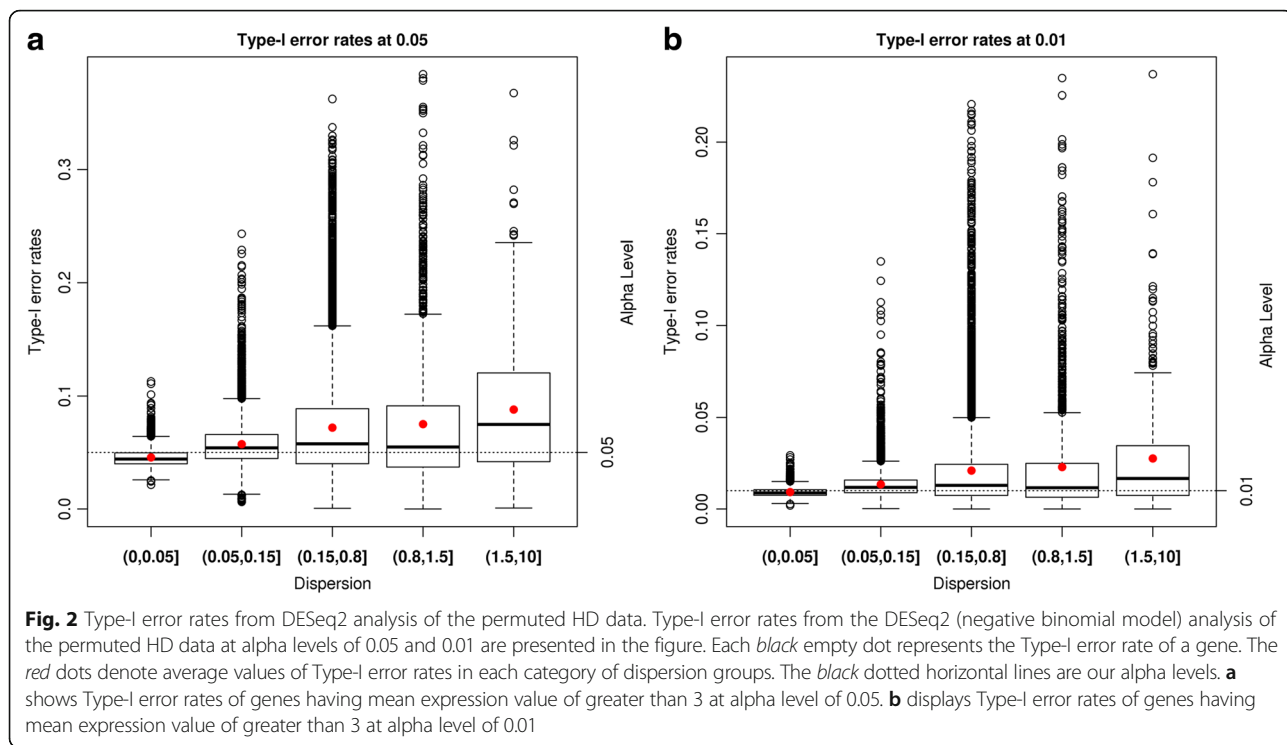 a
Type-I error rates at 0.05
Type-I error rates
0.0
0.1
0.2
0.3
0.05
Alpha Level
(0,0.05]
(0.05,0.15]
(0.15,0.8]
(0.8,1.5]
(1.5,10]
Dispersion
b
Type-I error rates at 0.01
Type-I error rates
0.00
0.05
0.10
0.15
0.20
0.01
Alpha Level
(0,0.05]
(0.05,0.15]
(0.15,0.8]
(0.8,1.5]
(1.5,10]
Dispersion
Fig. 2 Type-I error rates from DESeq2 analysis of the permuted HD data. Type-I error rates from the DESeq2 (negative binomial model) analysis of
the permuted HD data at alpha levels of 0.05 and 0.01 are presented in the figure. Each black empty dot represents the Type-I error rate of a gene. The
red dots denote average values of Type-I error rates in each category of dispersion groups. The black dotted horizontal lines are our alpha levels. a
shows Type-I error rates of genes having mean expression value of greater than 3 at alpha level of 0.05. b displays Type-I error rates of genes having
mean expression value of greater than 3 at alpha level of 0.01